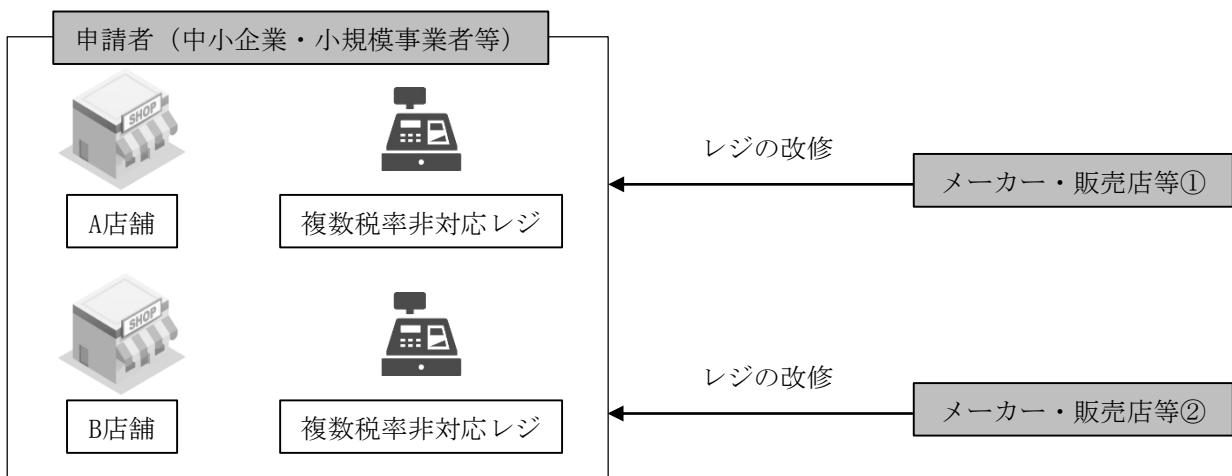 申請者（中小企業・小規模事業者等）
SHOP
レジの改修
メーカー・販売店等①
A店舗
複数税率非対応レジ
SHOP
レジの改修
メーカー・販売店等②
B店舗
複数税率非対応レジ